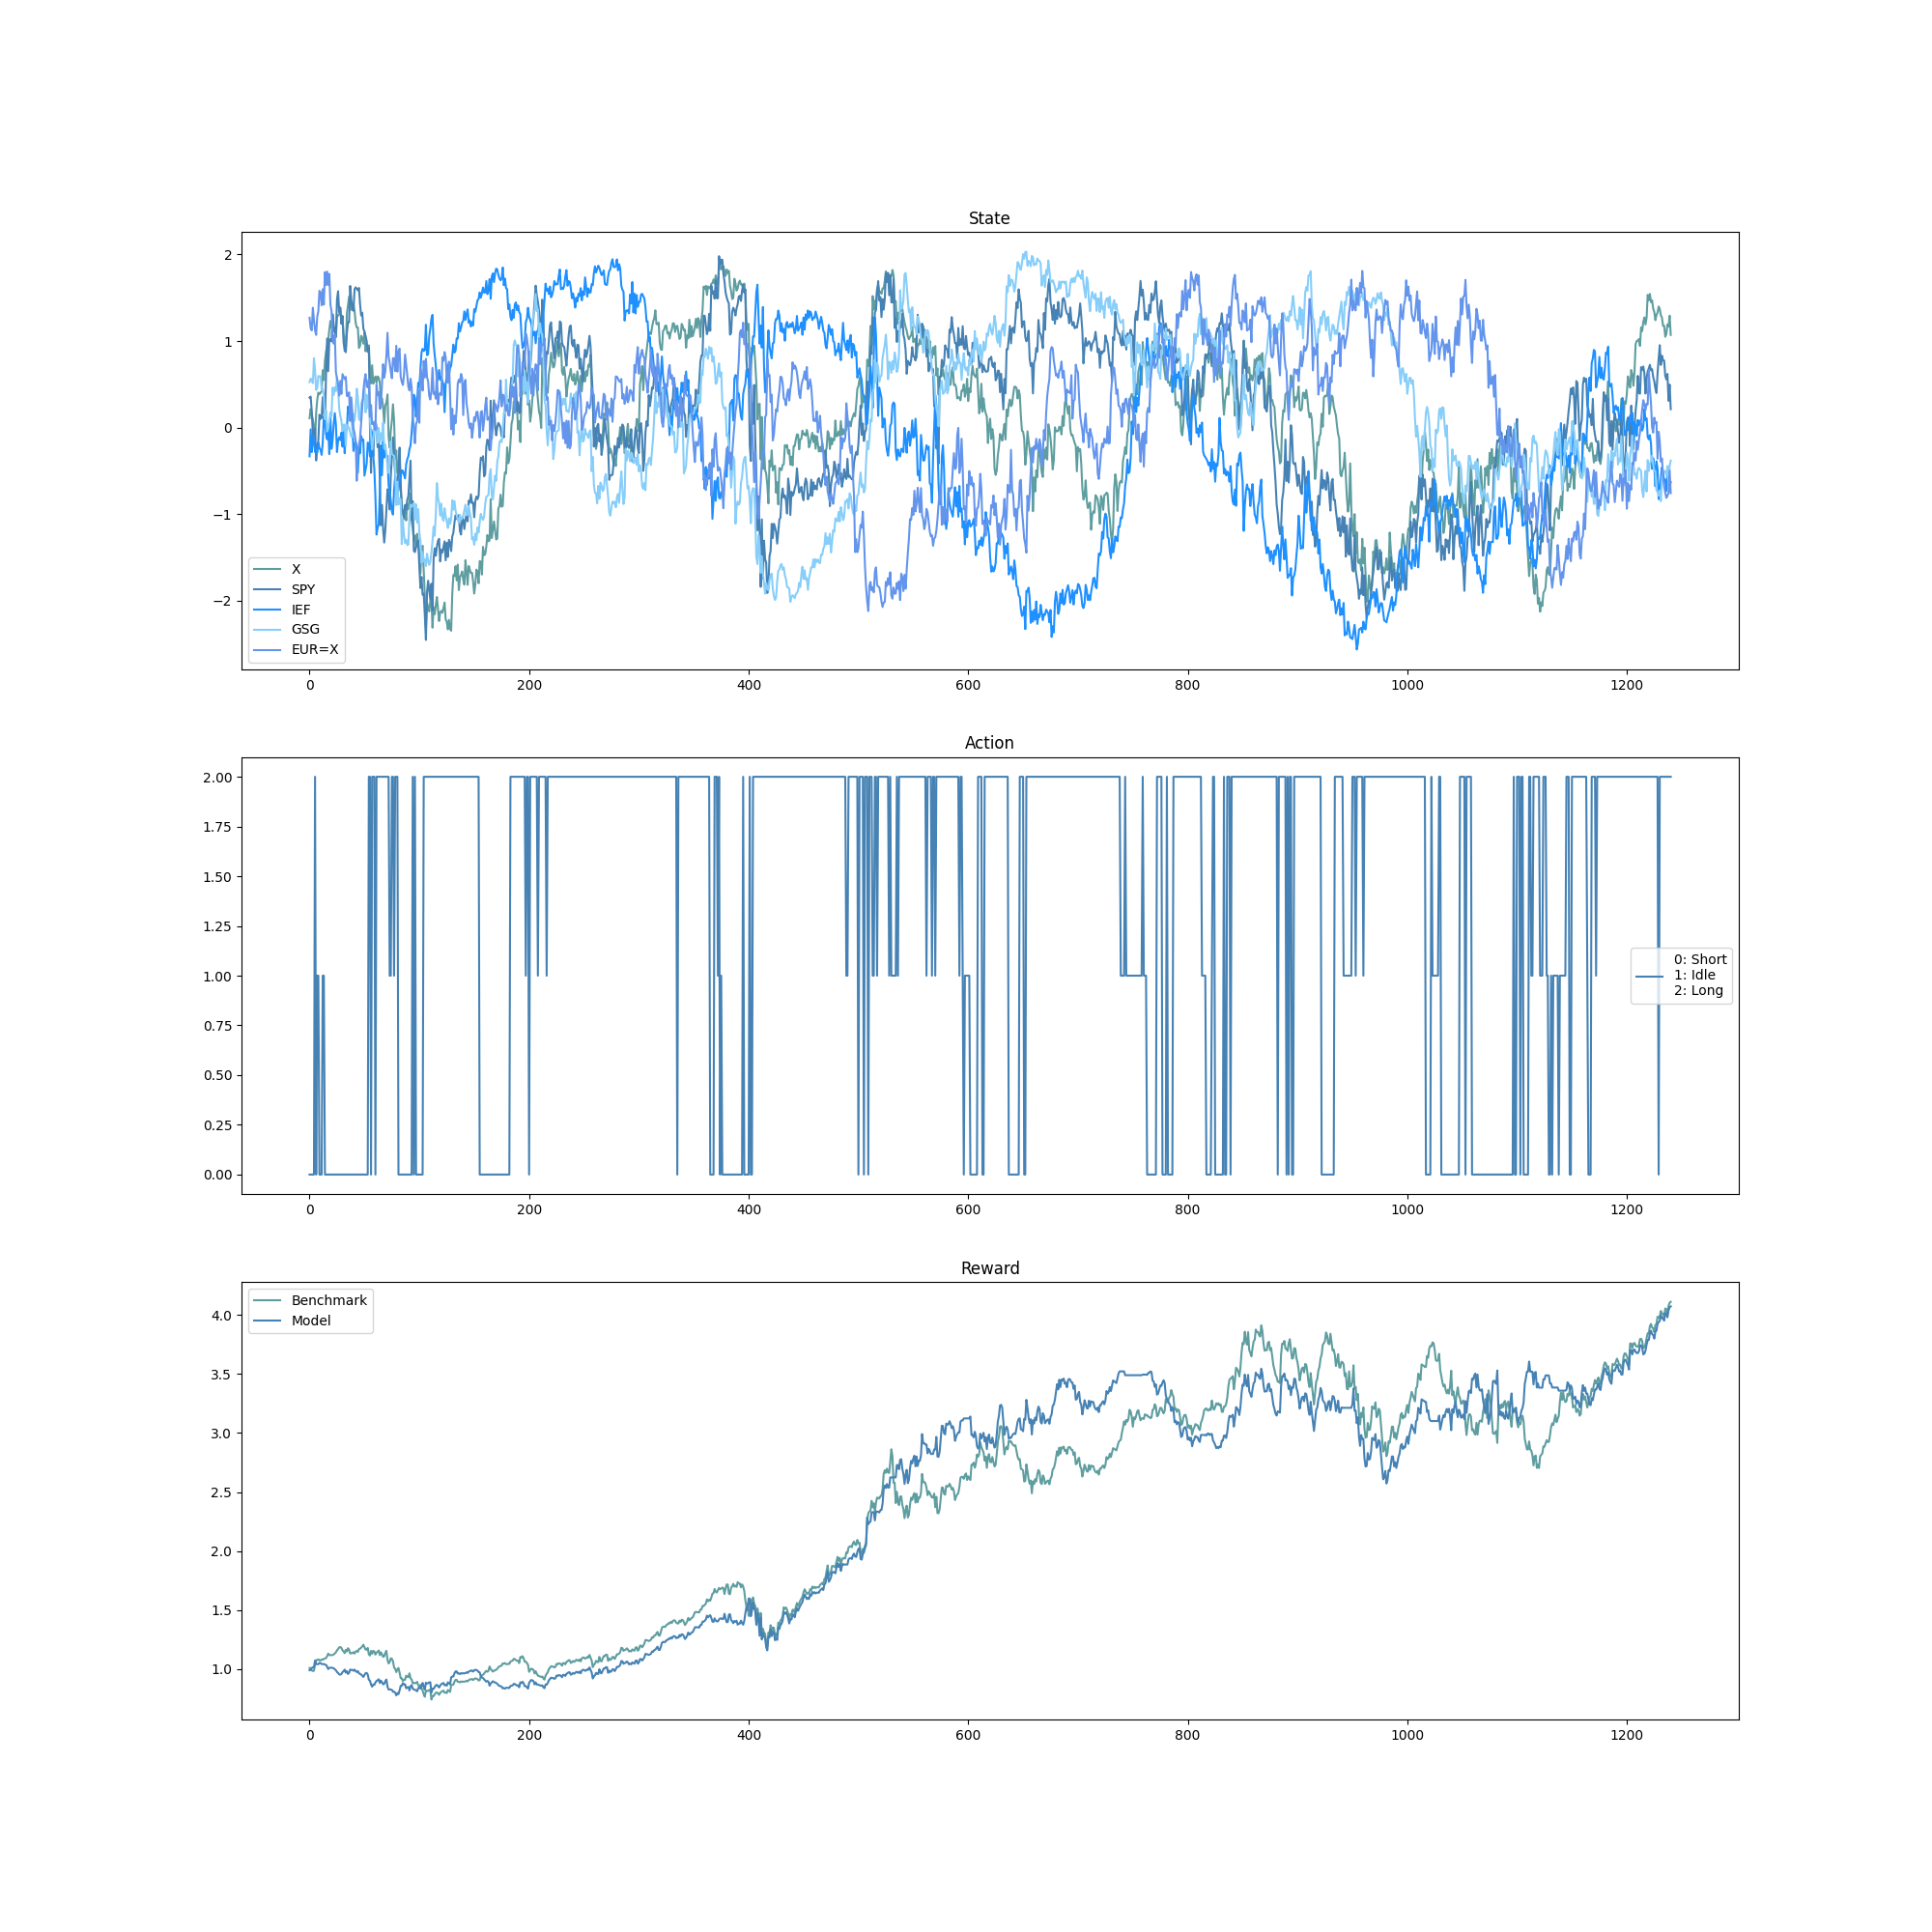 State
2
1
0
−1
−2
X
SPY
IEF
GSG
EUR=X
0 200 400 600 800 1000 1200
Action
2.00
1.75
1.50
1.25
1.00
0.75
0.50
0.25
0.00
0: Short
1: Idle
2: Long
0 200 400 600 800 1000 1200
Reward
Benchmark
Model
4.0
3.5
3.0
2.5
2.0
1.5
1.0
0 200 400 600 800 1000 1200